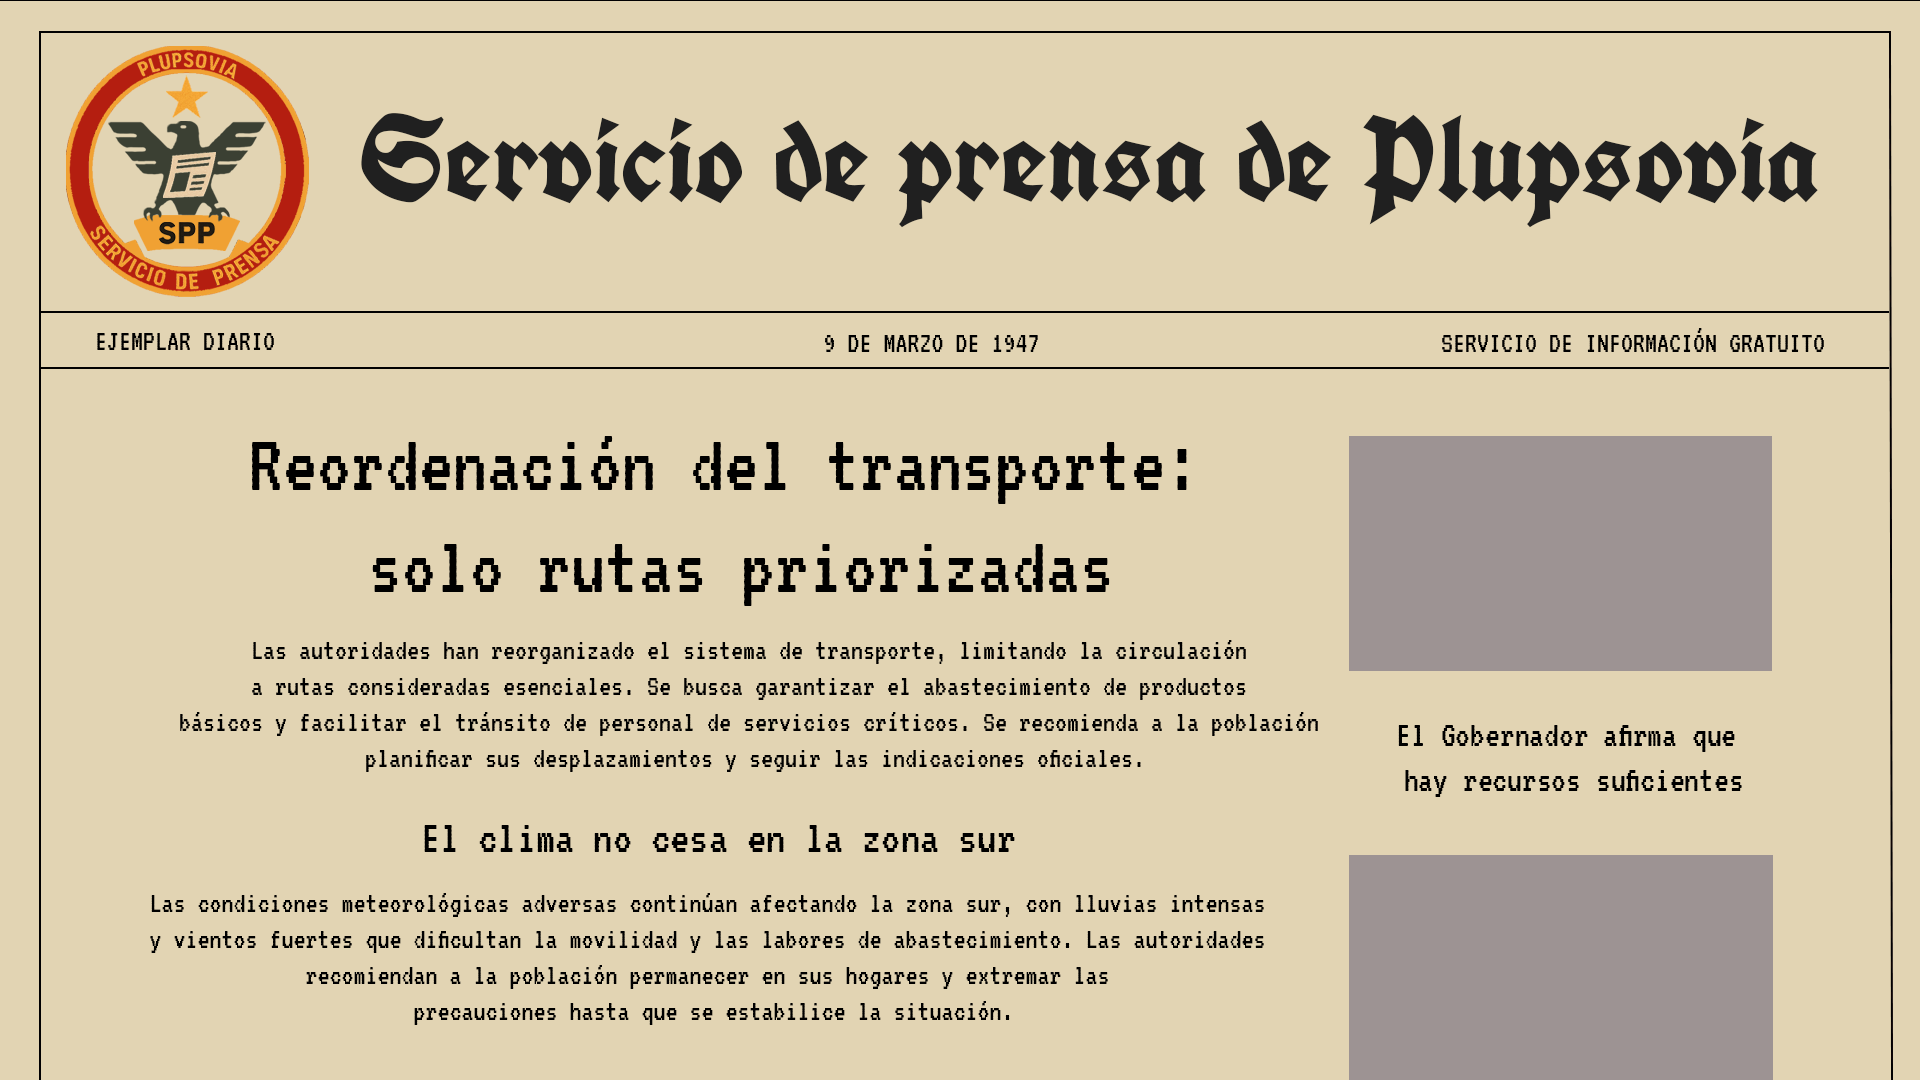 PLUPSOVIA
SPP
SERVICIO DE PRENSA
Servicio de prensa de Plupsovia
EJEMPLAR DIARIO
9 DE MARZO DE 1947
SERVICIO DE INFORMACIÓN GRATUITO
Reordenación del transporte:
solo rutas priorizadas
Las autoridades han reorganizado el sistema de transporte, limitando la circulación
a rutas consideradas esenciales. Se busca garantizar el abastecimiento de productos
básicos y facilitar el tránsito de personal de servicios críticos. Se recomienda a la población
planificar sus desplazamientos y seguir las indicaciones oficiales.
El clima no cesa en la zona sur
Las condiciones meteorológicas adversas continúan afectando la zona sur, con lluvias intensas
y vientos fuertes que dificultan la movilidad y las labores de abastecimiento. Las autoridades
recomiendan a la población permanecer en sus hogares y extremar las
precauciones hasta que se estabilice la situación.
El Gobernador afirma que
hay recursos suficientes